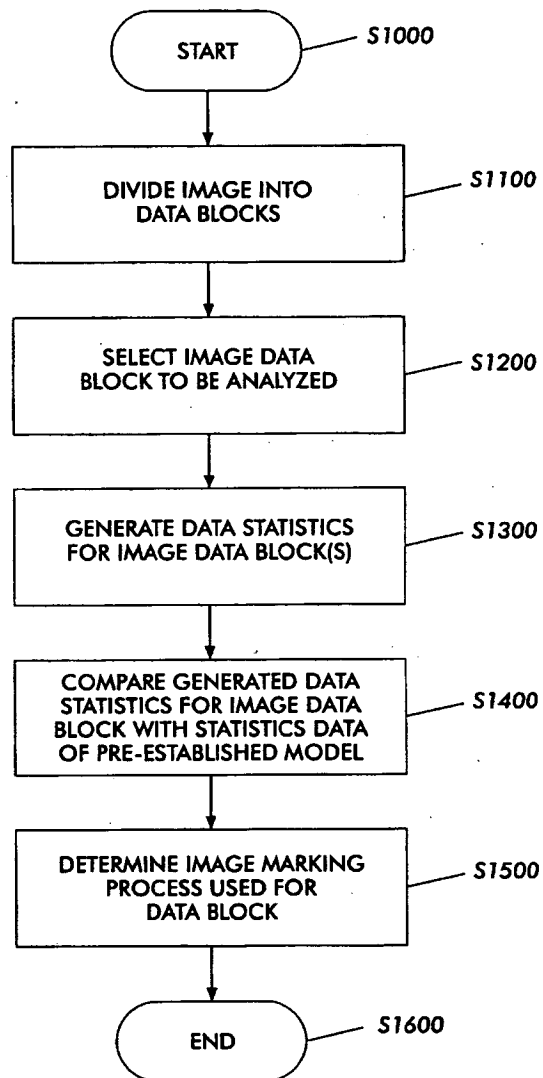 START
S1000
DIVIDE IMAGE INTO
DATA BLOCKS
S1100
SELECT IMAGE DATA
BLOCK TO BE ANALYZED
S1200
GENERATE DATA STATISTICS
FOR IMAGE DATA BLOCK(S)
S1300
COMPARE GENERATED DATA
STATISTICS FOR IMAGE DATA
BLOCK WITH STATISTICS DATA
OF PRE-ESTABLISHED MODEL
S1400
DETERMINE IMAGE MARKING
PROCESS USED FOR
DATA BLOCK
S1500
END
S1600